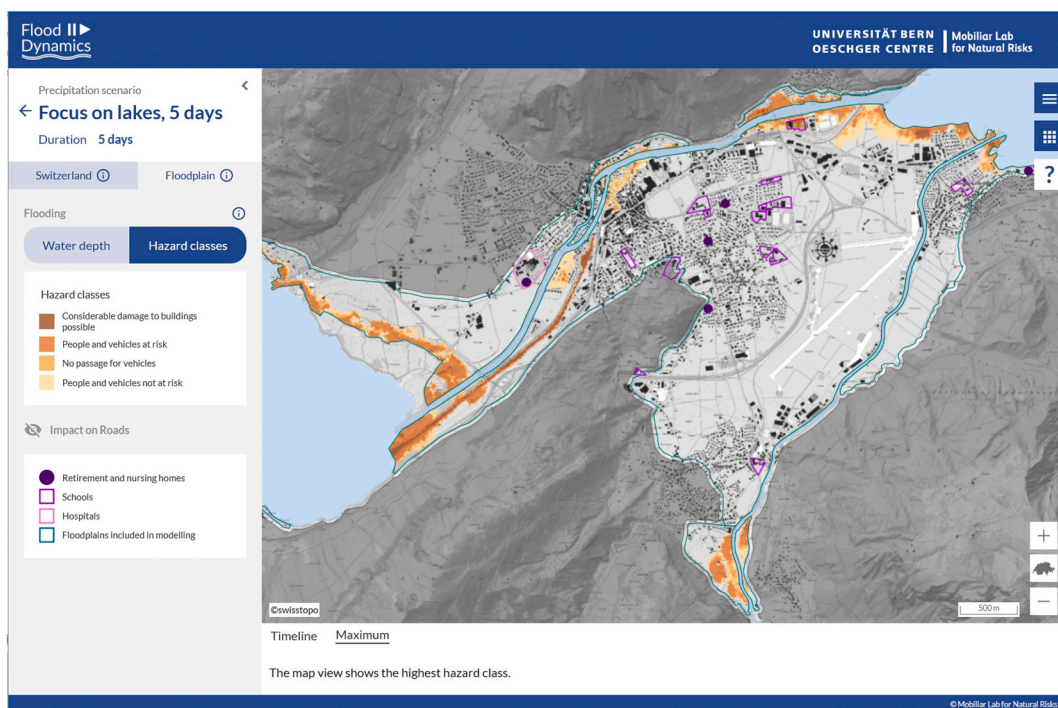 Flood
Dynamics
UNIVERSITÄT BERN
OESCHGER CENTRE
Mobiliar Lab
for Natural Risks
Precipitation scenario
Focus on lakes, 5 days
Duration 5 days
Switzerland
Floodplain
Flooding
Water depth
Hazard classes
Hazard classes
Considerable damage to buildings
possible
People and vehicles at risk
No passage for vehicles
People and vehicles not at risk
Impact on Roads
Retirement and nursing homes
Schools
Hospitals
Floodplains included in modelling
?
+
−
©swisstopo
500 m
Timeline
Maximum
The map view shows the highest hazard class.
© Mobiliar Lab for Natural Risks